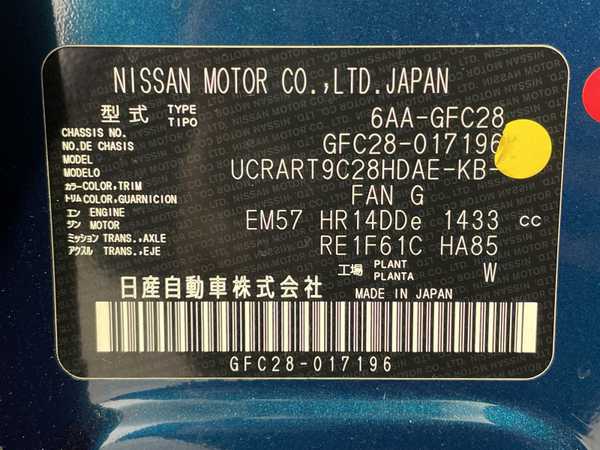 NISSAN MOTOR CO.,LTD.JAPAN
型式 TYPE TIPO 6AA-GFC28
CHASSIS NO. NO.DE CHASIS GFC28-017196
MODEL MODELO UCRART9C28HDAE-KB-
カラー COLOR,TRIM トリム COLOR,GUARNICION FAN G
エンジン ENGINE MOTOR EM57 HR14DDe 1433 cc
ミッション TRANS.,AXLE アクスル TRANS.,EJE RE1F61C HA85
工場 PLANT PLANTA W
日産自動車株式会社 MADE IN JAPAN
GFC28-017196